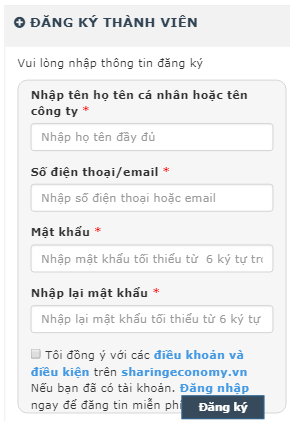 ĐĂNG KÝ THÀNH VIÊN
Vui lòng nhập thông tin đăng ký
Nhập tên họ tên cá nhân hoặc tên
công ty *
Nhập họ tên đầy đủ
Số điện thoại/email *
Nhập số điện thoại hoặc email
Mật khẩu *
Nhập mật khẩu tối thiểu từ 6 ký tự trở
Nhập lại mật khẩu *
Nhập lại mật khẩu tối thiểu từ 6 ký tự
Tôi đồng ý với các điều khoản và
điều kiện trên sharingeconomy.vn
Nếu bạn đã có tài khoản. Đăng nhập
ngay để đăng tin miễn phí
Đăng ký